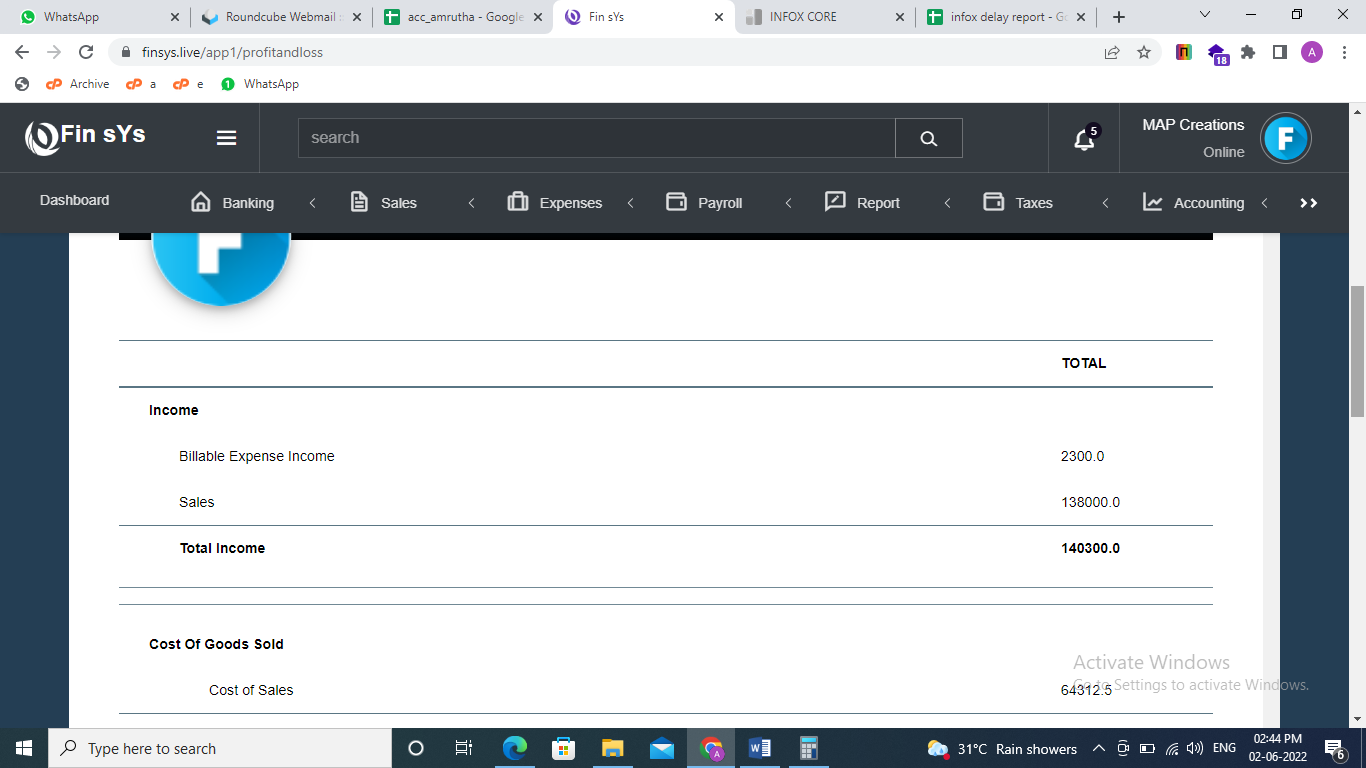 WhatsApp
Roundcube Webmail
acc_amrutha - Google
Fin sYs
INFOX CORE
infox delay report - Go
finsys.live/app1/profitandloss
18
A
Archive
a
e
1
WhatsApp
Fin sYs
search
5
MAP Creations
Online
F
Dashboard
Banking
Sales
Expenses
Payroll
Report
Taxes
Accounting
TOTAL
Income
Billable Expense Income 2300.0
Sales 138000.0
Total Income 140300.0
Cost Of Goods Sold
Cost of Sales 64312.5
Activate Windows
Go to Settings to activate Windows.
Type here to search
31°C Rain showers
ENG
02:44 PM
02-06-2022
6